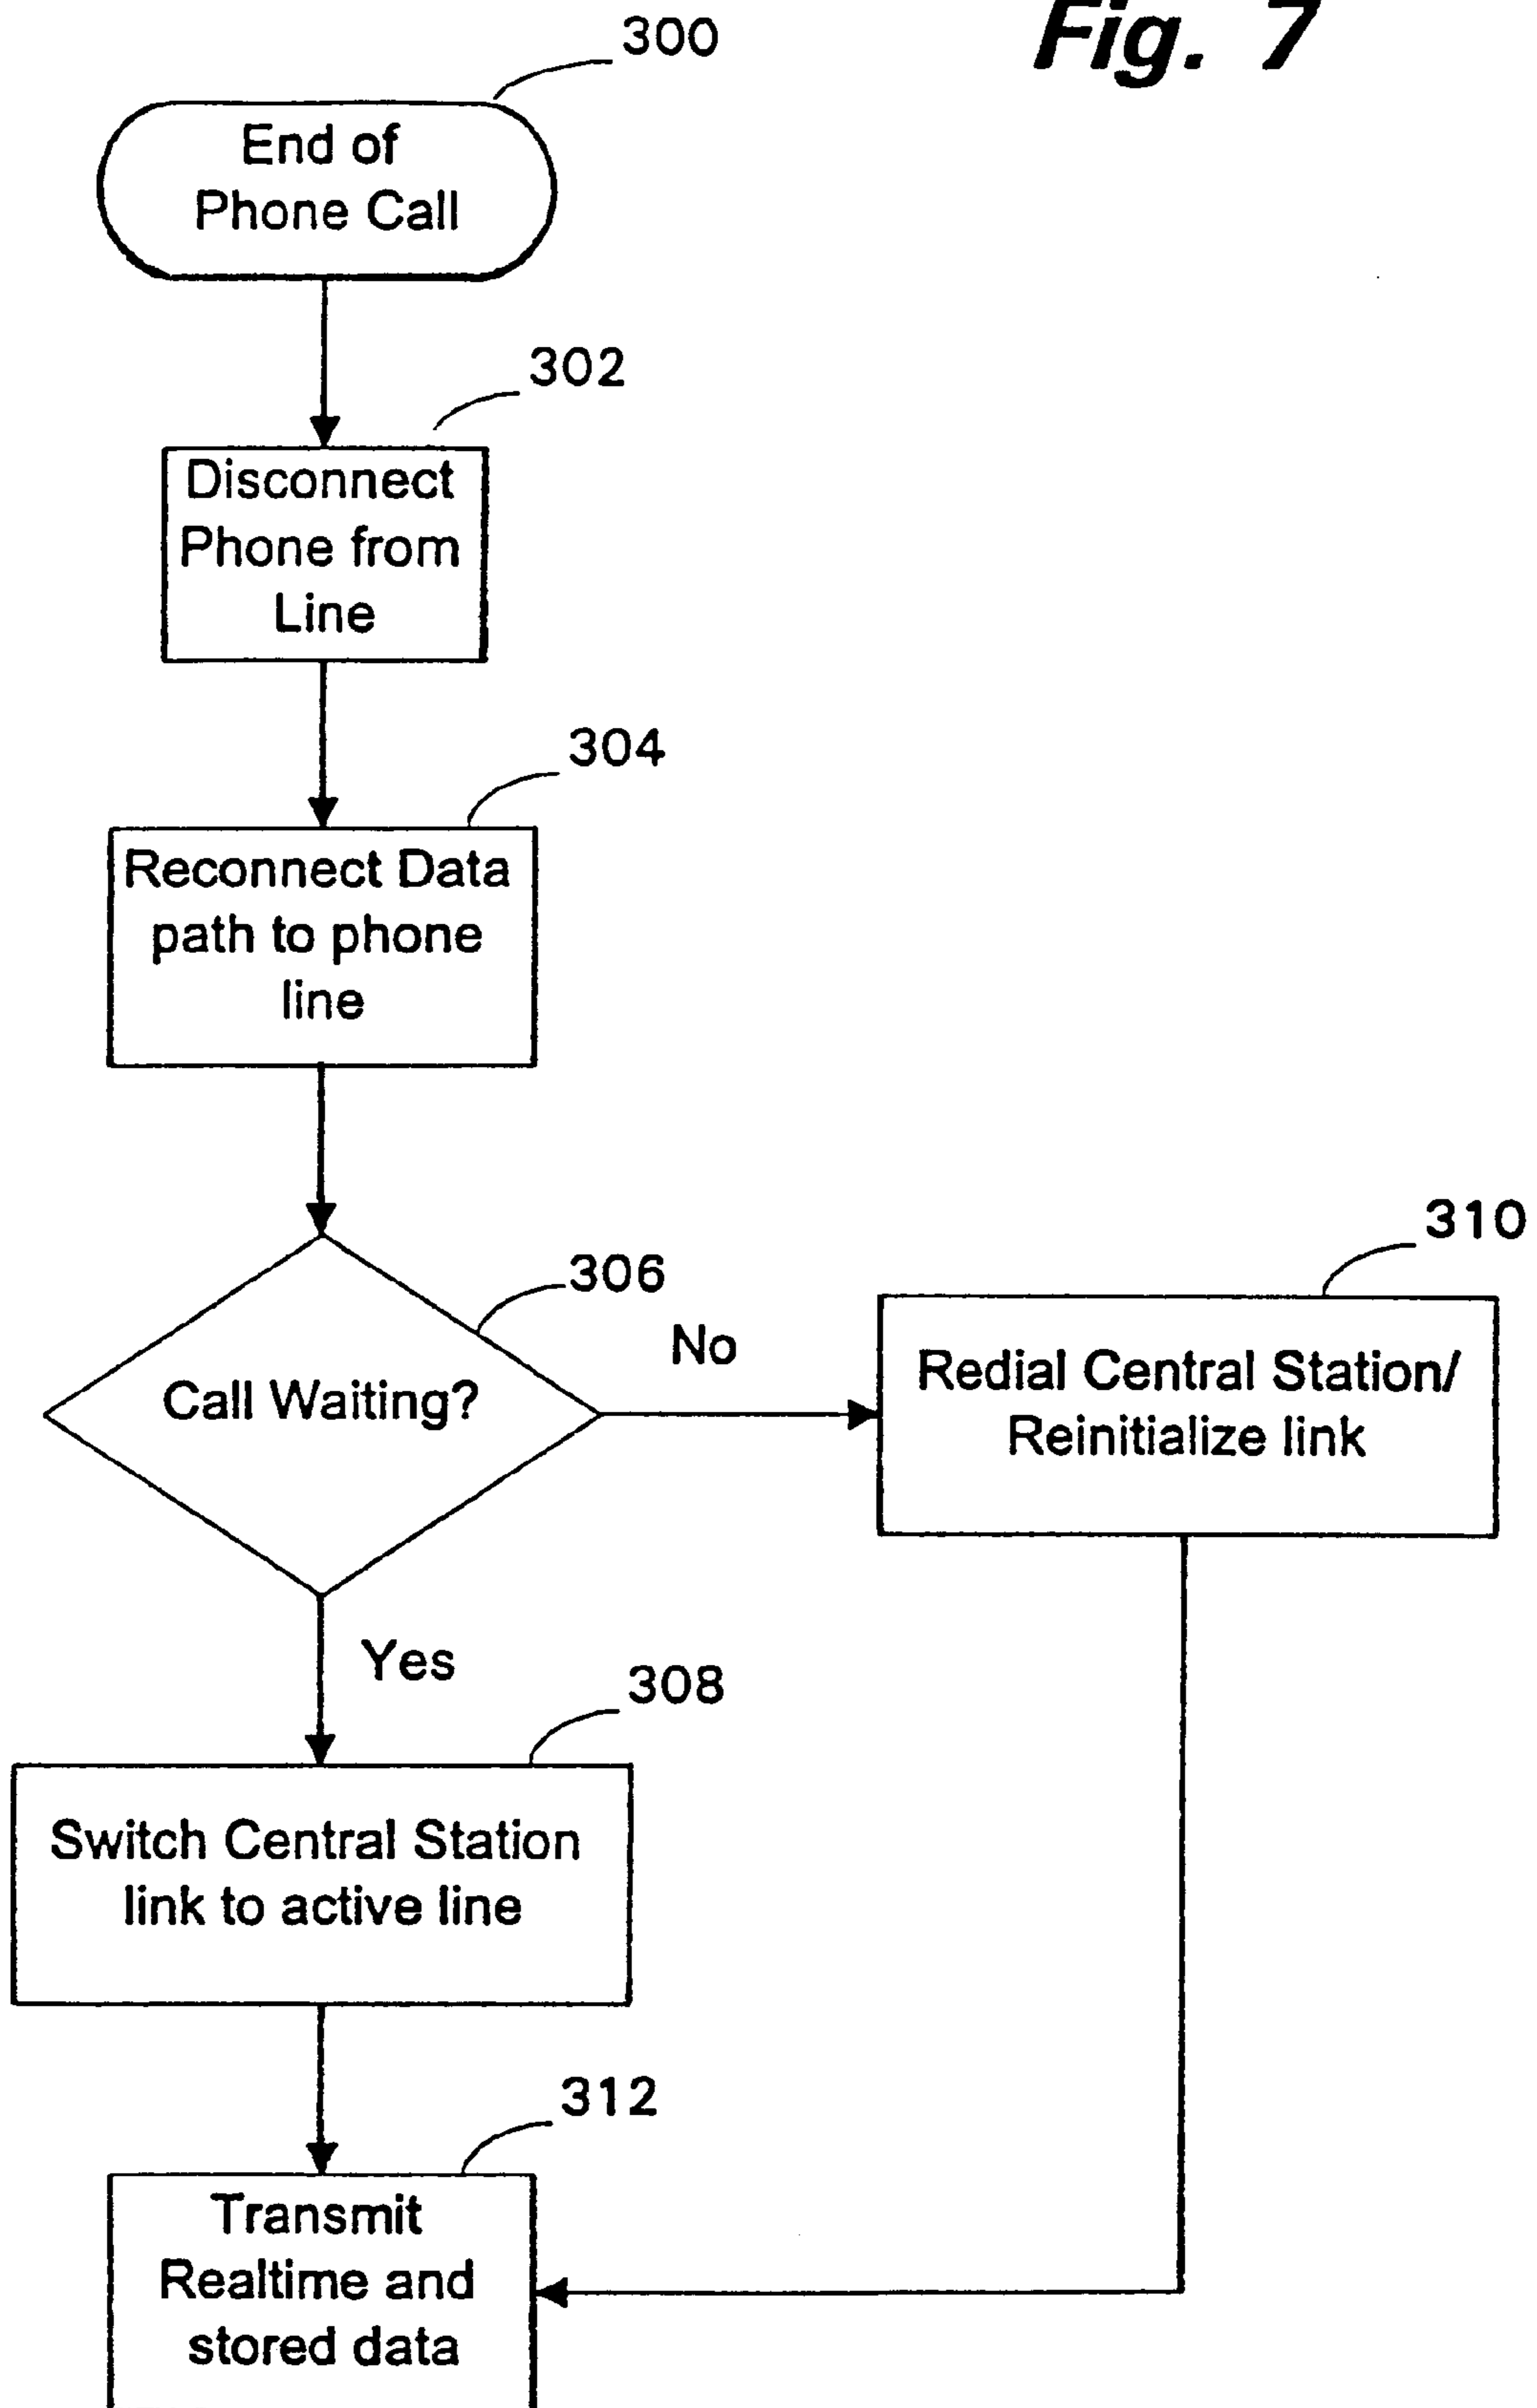 Fig. 7
300
End of
Phone Call
302
Disconnect
Phone from
Line
304
Reconnect Data
path to phone
line
306
Call Waiting?
No
310
Redial Central Station/
Reinitialize link
Yes
308
Switch Central Station
link to active line
312
Transmit
Realtime and
stored data